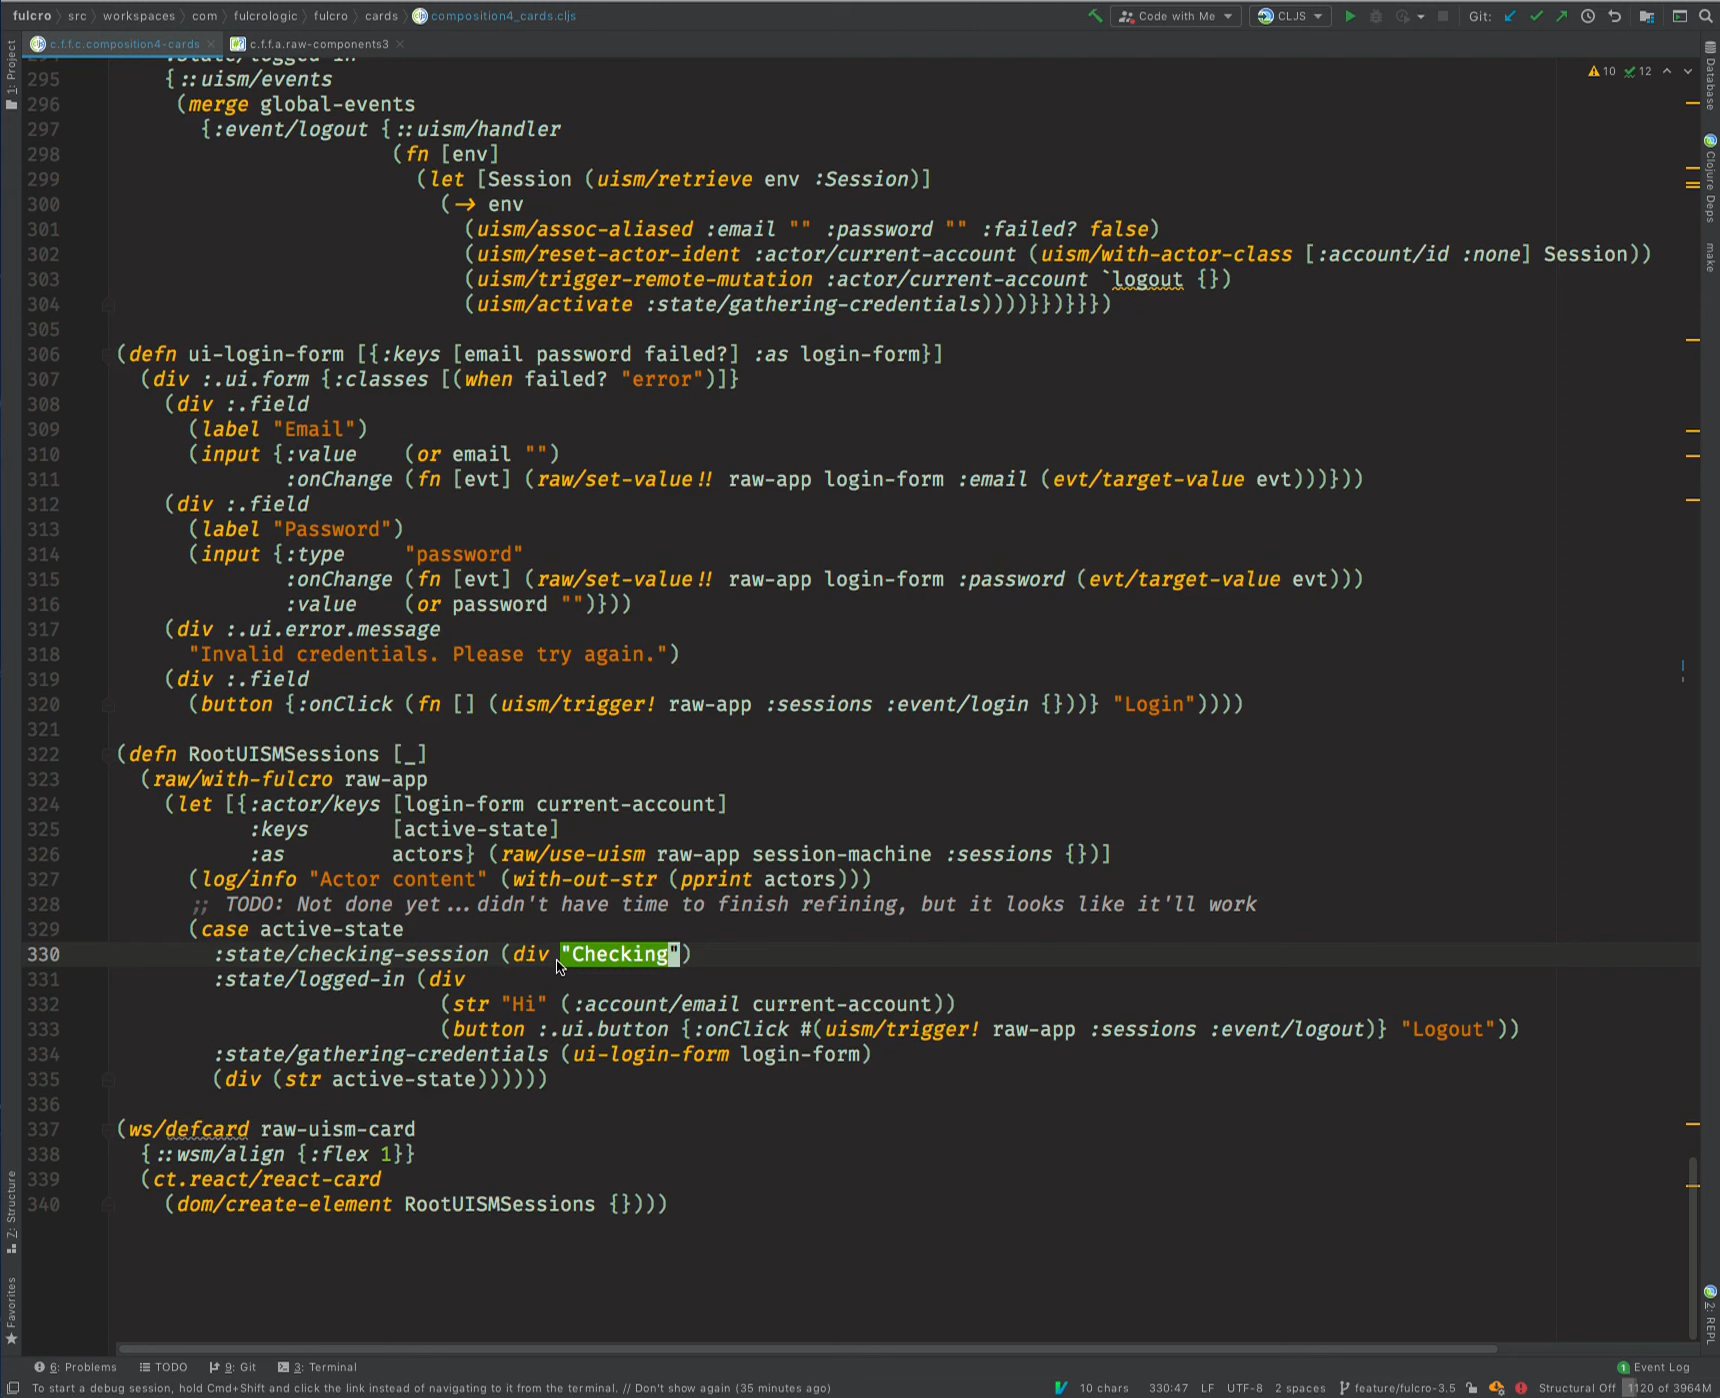 fulcro › src › workspaces › com › fulcrologic › fulcro › cards › composition4_cards.cljs
Code with Me
CLJS
Git:
c.f.f.c.composition4-cards ×
c.f.f.a.raw-components3 ×
10 12
1: Project
Database
Clojure Deps
make
294 :state/logged-in
295 {::uism/events
296 (merge global-events
297 {:event/logout {::uism/handler
298 (fn [env]
299 (let [Session (uism/retrieve env :Session)]
300 (-> env
301 (uism/assoc-aliased :email "" :password "" :failed? false)
302 (uism/reset-actor-ident :actor/current-account (uism/with-actor-class [:account/id :none] Session))
303 (uism/trigger-remote-mutation :actor/current-account `logout {})
304 (uism/activate :state/gathering-credentials))))}})}}})
305
306 (defn ui-login-form [{:keys [email password failed?] :as login-form}]
307 (div :.ui.form {:classes [(when failed? "error")]}
308 (div :.field
309 (label "Email")
310 (input {:value (or email "")
311 :onChange (fn [evt] (raw/set-value!! raw-app login-form :email (evt/target-value evt)))}))
312 (div :.field
313 (label "Password")
314 (input {:type "password"
315 :onChange (fn [evt] (raw/set-value!! raw-app login-form :password (evt/target-value evt)))
316 :value (or password "")}))
317 (div :.ui.error.message
318 "Invalid credentials. Please try again.")
319 (div :.field
320 (button {:onClick (fn [] (uism/trigger! raw-app :sessions :event/login {}))} "Login"))))
321
322 (defn RootUISMSessions [_]
323 (raw/with-fulcro raw-app
324 (let [{:actor/keys [login-form current-account]
325 :keys [active-state]
326 :as actors} (raw/use-uism raw-app session-machine :sessions {})]
327 (log/info "Actor content" (with-out-str (pprint actors)))
328 ;; TODO: Not done yet...didn't have time to finish refining, but it looks like it'll work
329 (case active-state
330 :state/checking-session (div "Checking")
331 :state/logged-in (div
332 (str "Hi" (:account/email current-account))
333 (button :.ui.button {:onClick #(uism/trigger! raw-app :sessions :event/logout)} "Logout"))
334 :state/gathering-credentials (ui-login-form login-form)
335 (div (str active-state))))))
336
337 (ws/defcard raw-uism-card
338 {::wsm/align {:flex 1}}
339 (ct.react/react-card
340 (dom/create-element RootUISMSessions {})))
Z: Structure
Favorites
2: REPL
6: Problems TODO 9: Git 3: Terminal
1 Event Log
To start a debug session, hold Cmd+Shift and click the link instead of navigating to it from the terminal. // Don't show again (35 minutes ago)
10 chars 330:47 LF UTF-8 2 spaces feature/fulcro-3.5 Structural Off 1120 of 3964M